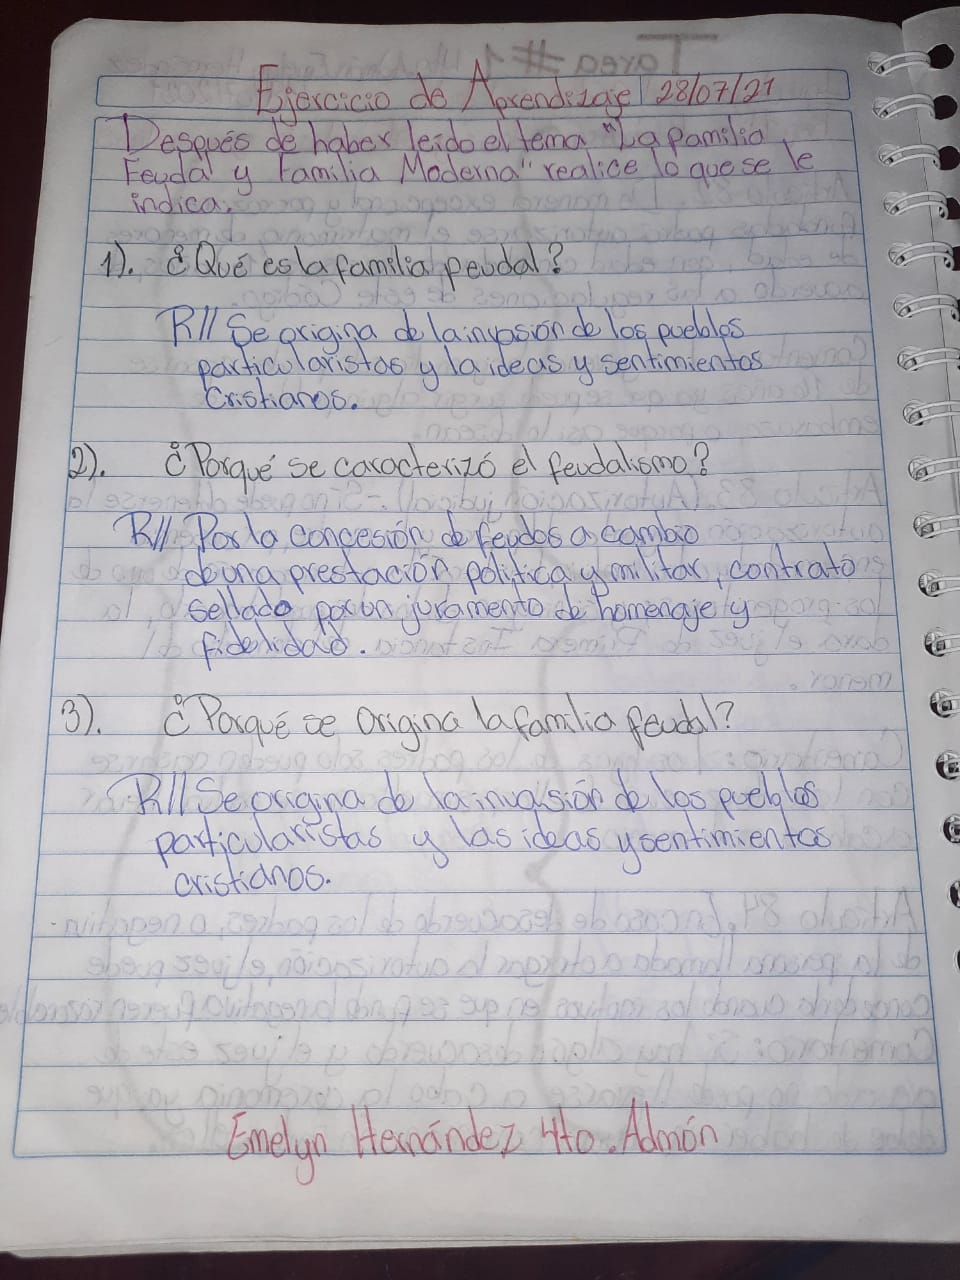 Ejercicio de Aprendizaje 28/07/21
Después de haber leido el tema "La familia
Feudal y Familia Moderna" realice lo que se le
indica.
1). ¿Qué es la familia feudal?
R// Se origina de la invasión de los pueblos
particularistas y la ideas y sentimientos
Cristianos.
2). ¿Porqué se caracterizó el feudalismo?
R// Por la concesión de feudos a cambio
de una prestación politica y militar, contrato
sellado por un juramento de homenaje y
fidelidad.
3). ¿Porqué se origina la familia feudal?
R// Se origina de la invasión de los pueblos
particularistas y las ideas y sentimientos
cristianos.
Emelyn Hernández 4to. Admón